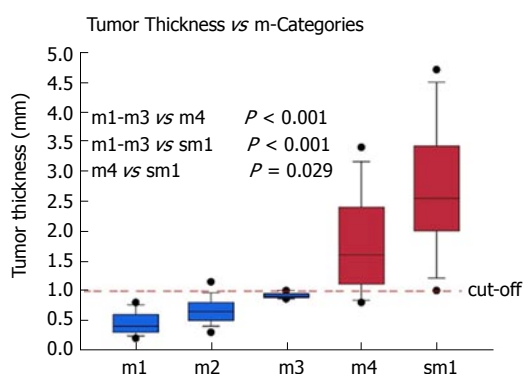 Tumor Thickness vs m-Categories
Tumor thickness (mm)
5.0
4.5
4.0
3.5
3.0
2.5
2.0
1.5
1.0
0.5
0.0
m1-m3 vs m4 P < 0.001
m1-m3 vs sm1 P < 0.001
m4 vs sm1 P = 0.029
cut-off
m1 m2 m3 m4 sm1